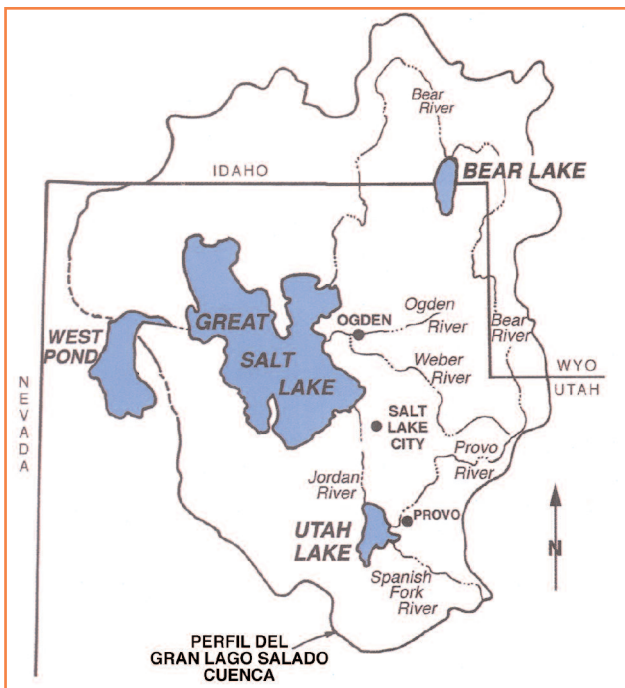 Bear
River
IDAHO
BEAR LAKE
GREAT
SALT
LAKE
WEST
POND
OGDEN
Ogden
River
Bear
River
Weber
River
WYO
UTAH
NEVADA
SALT
LAKE
CITY
Provo
River
Jordan
River
PROVO
UTAH
LAKE
N
Spanish
Fork
River
PERFIL DEL
GRAN LAGO SALADO
CUENCA